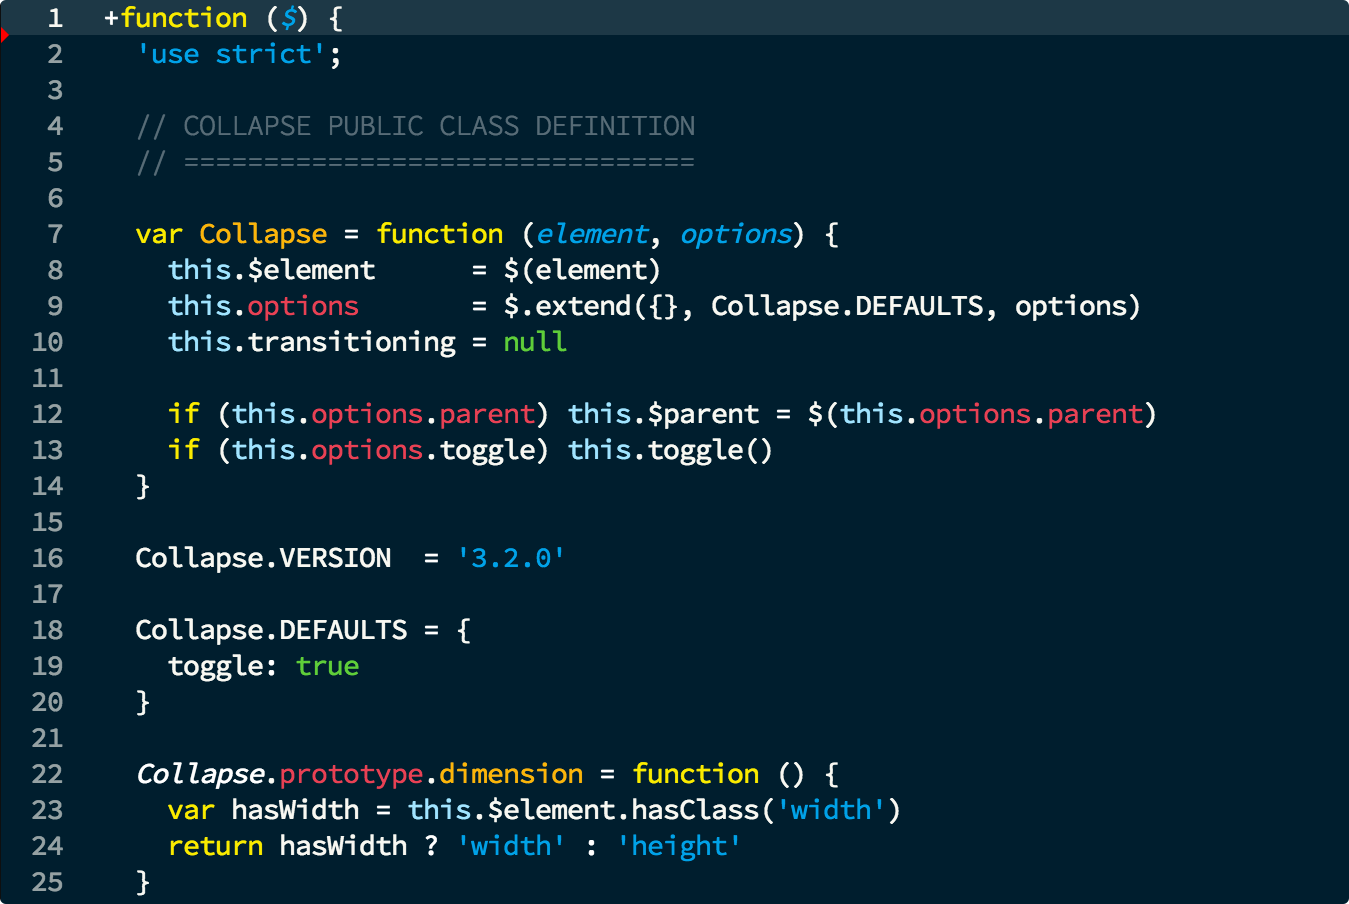 1 +function ($) {
2 'use strict';
3
4 // COLLAPSE PUBLIC CLASS DEFINITION
5 // ================================
6
7 var Collapse = function (element, options) {
8 this.$element      = $(element)
9 this.options       = $.extend({}, Collapse.DEFAULTS, options)
10 this.transitioning = null
11
12 if (this.options.parent) this.$parent = $(this.options.parent)
13 if (this.options.toggle) this.toggle()
14 }
15
16 Collapse.VERSION  = '3.2.0'
17
18 Collapse.DEFAULTS = {
19 toggle: true
20 }
21
22 Collapse.prototype.dimension = function () {
23 var hasWidth = this.$element.hasClass('width')
24 return hasWidth ? 'width' : 'height'
25 }